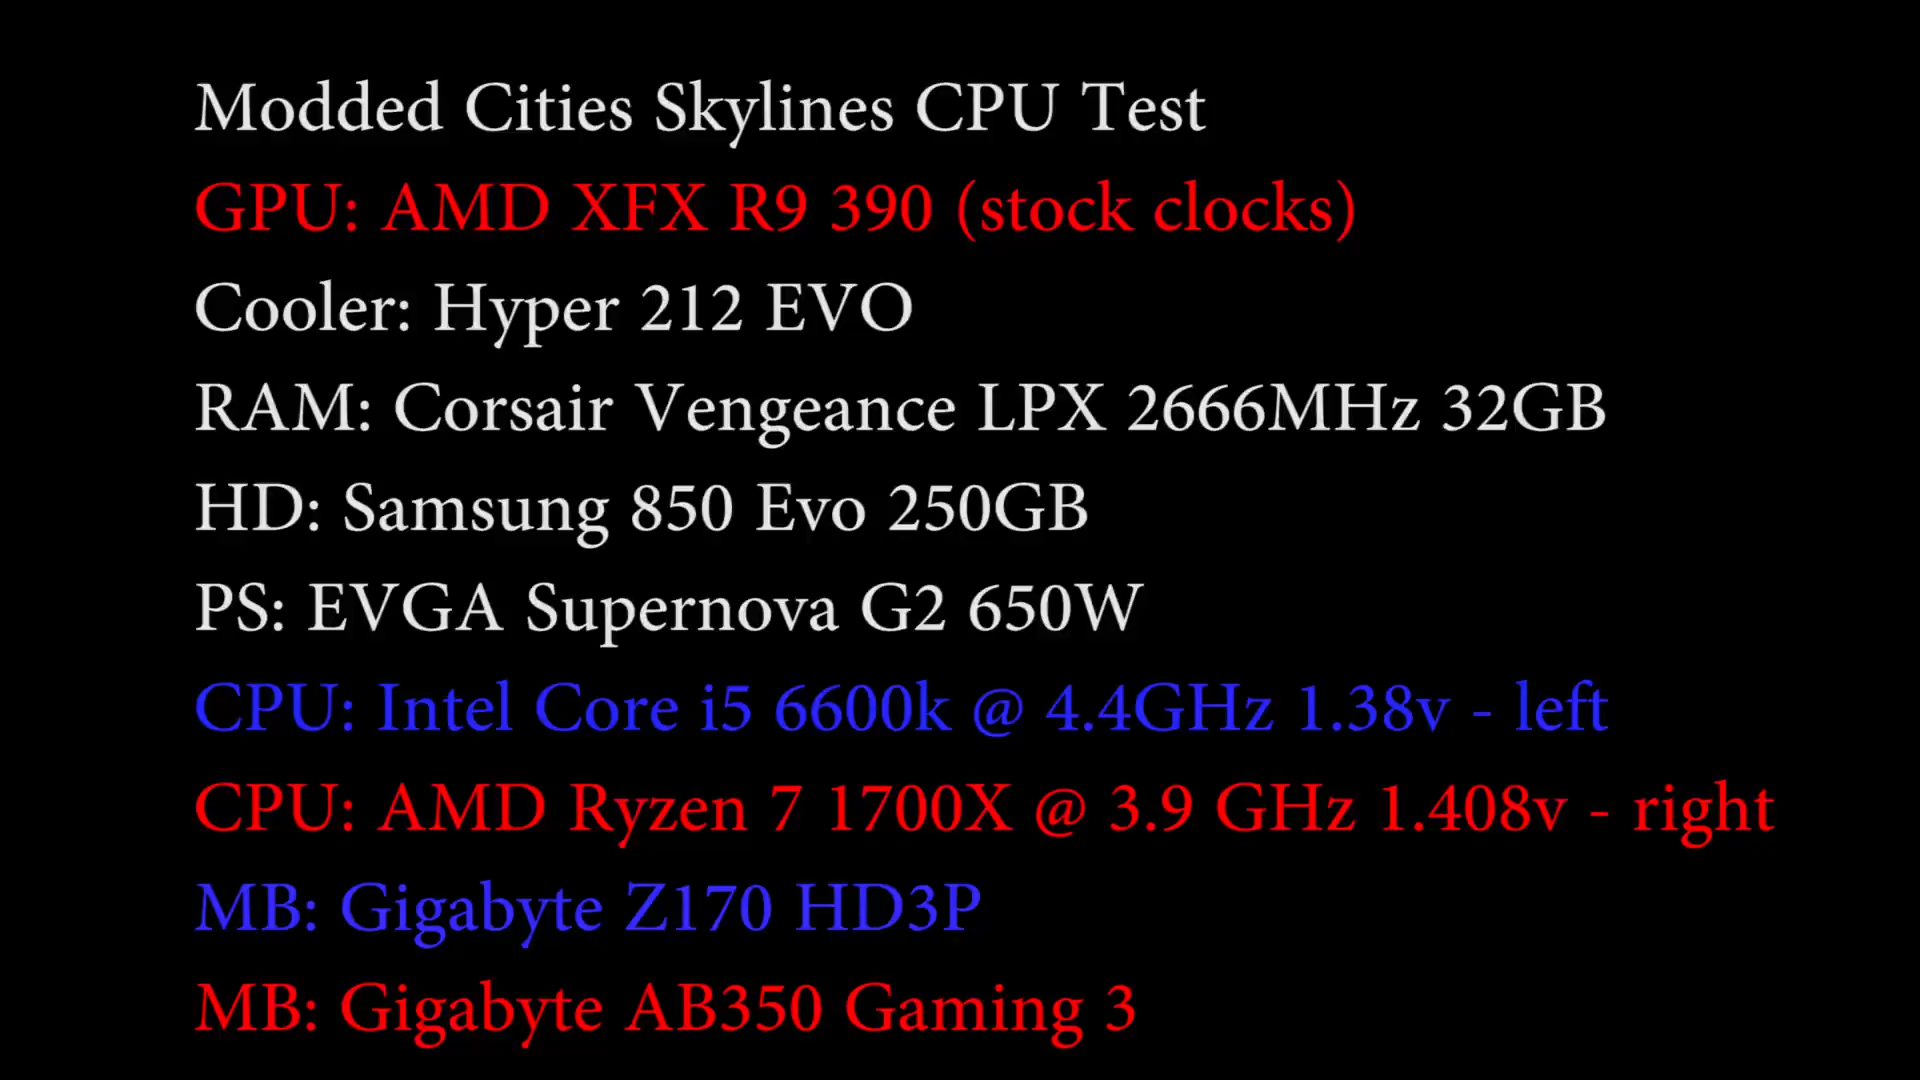 Modded Cities Skylines CPU Test
GPU: AMD XFX R9 390 (stock clocks)
Cooler: Hyper 212 EVO
RAM: Corsair Vengeance LPX 2666MHz 32GB
HD: Samsung 850 Evo 250GB
PS: EVGA Supernova G2 650W
CPU: Intel Core i5 6600k @ 4.4GHz 1.38v - left
CPU: AMD Ryzen 7 1700X @ 3.9 GHz 1.408v - right
MB: Gigabyte Z170 HD3P
MB: Gigabyte AB350 Gaming 3